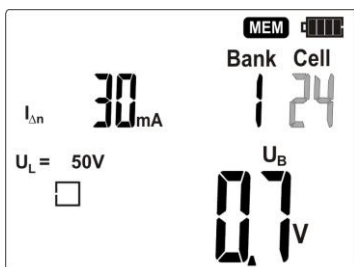 MEM
Bank Cell
IΔn 30mA 1 24
UL = 50V UB
0.7V